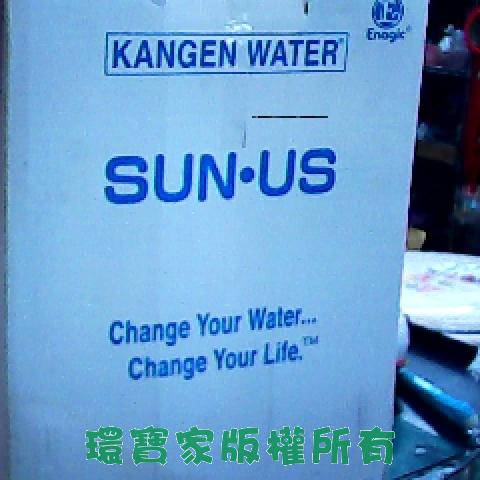 Enagic®
KANGEN WATER®
SUN•US
Change Your Water...
Change Your Life.™
環寶家版權所有